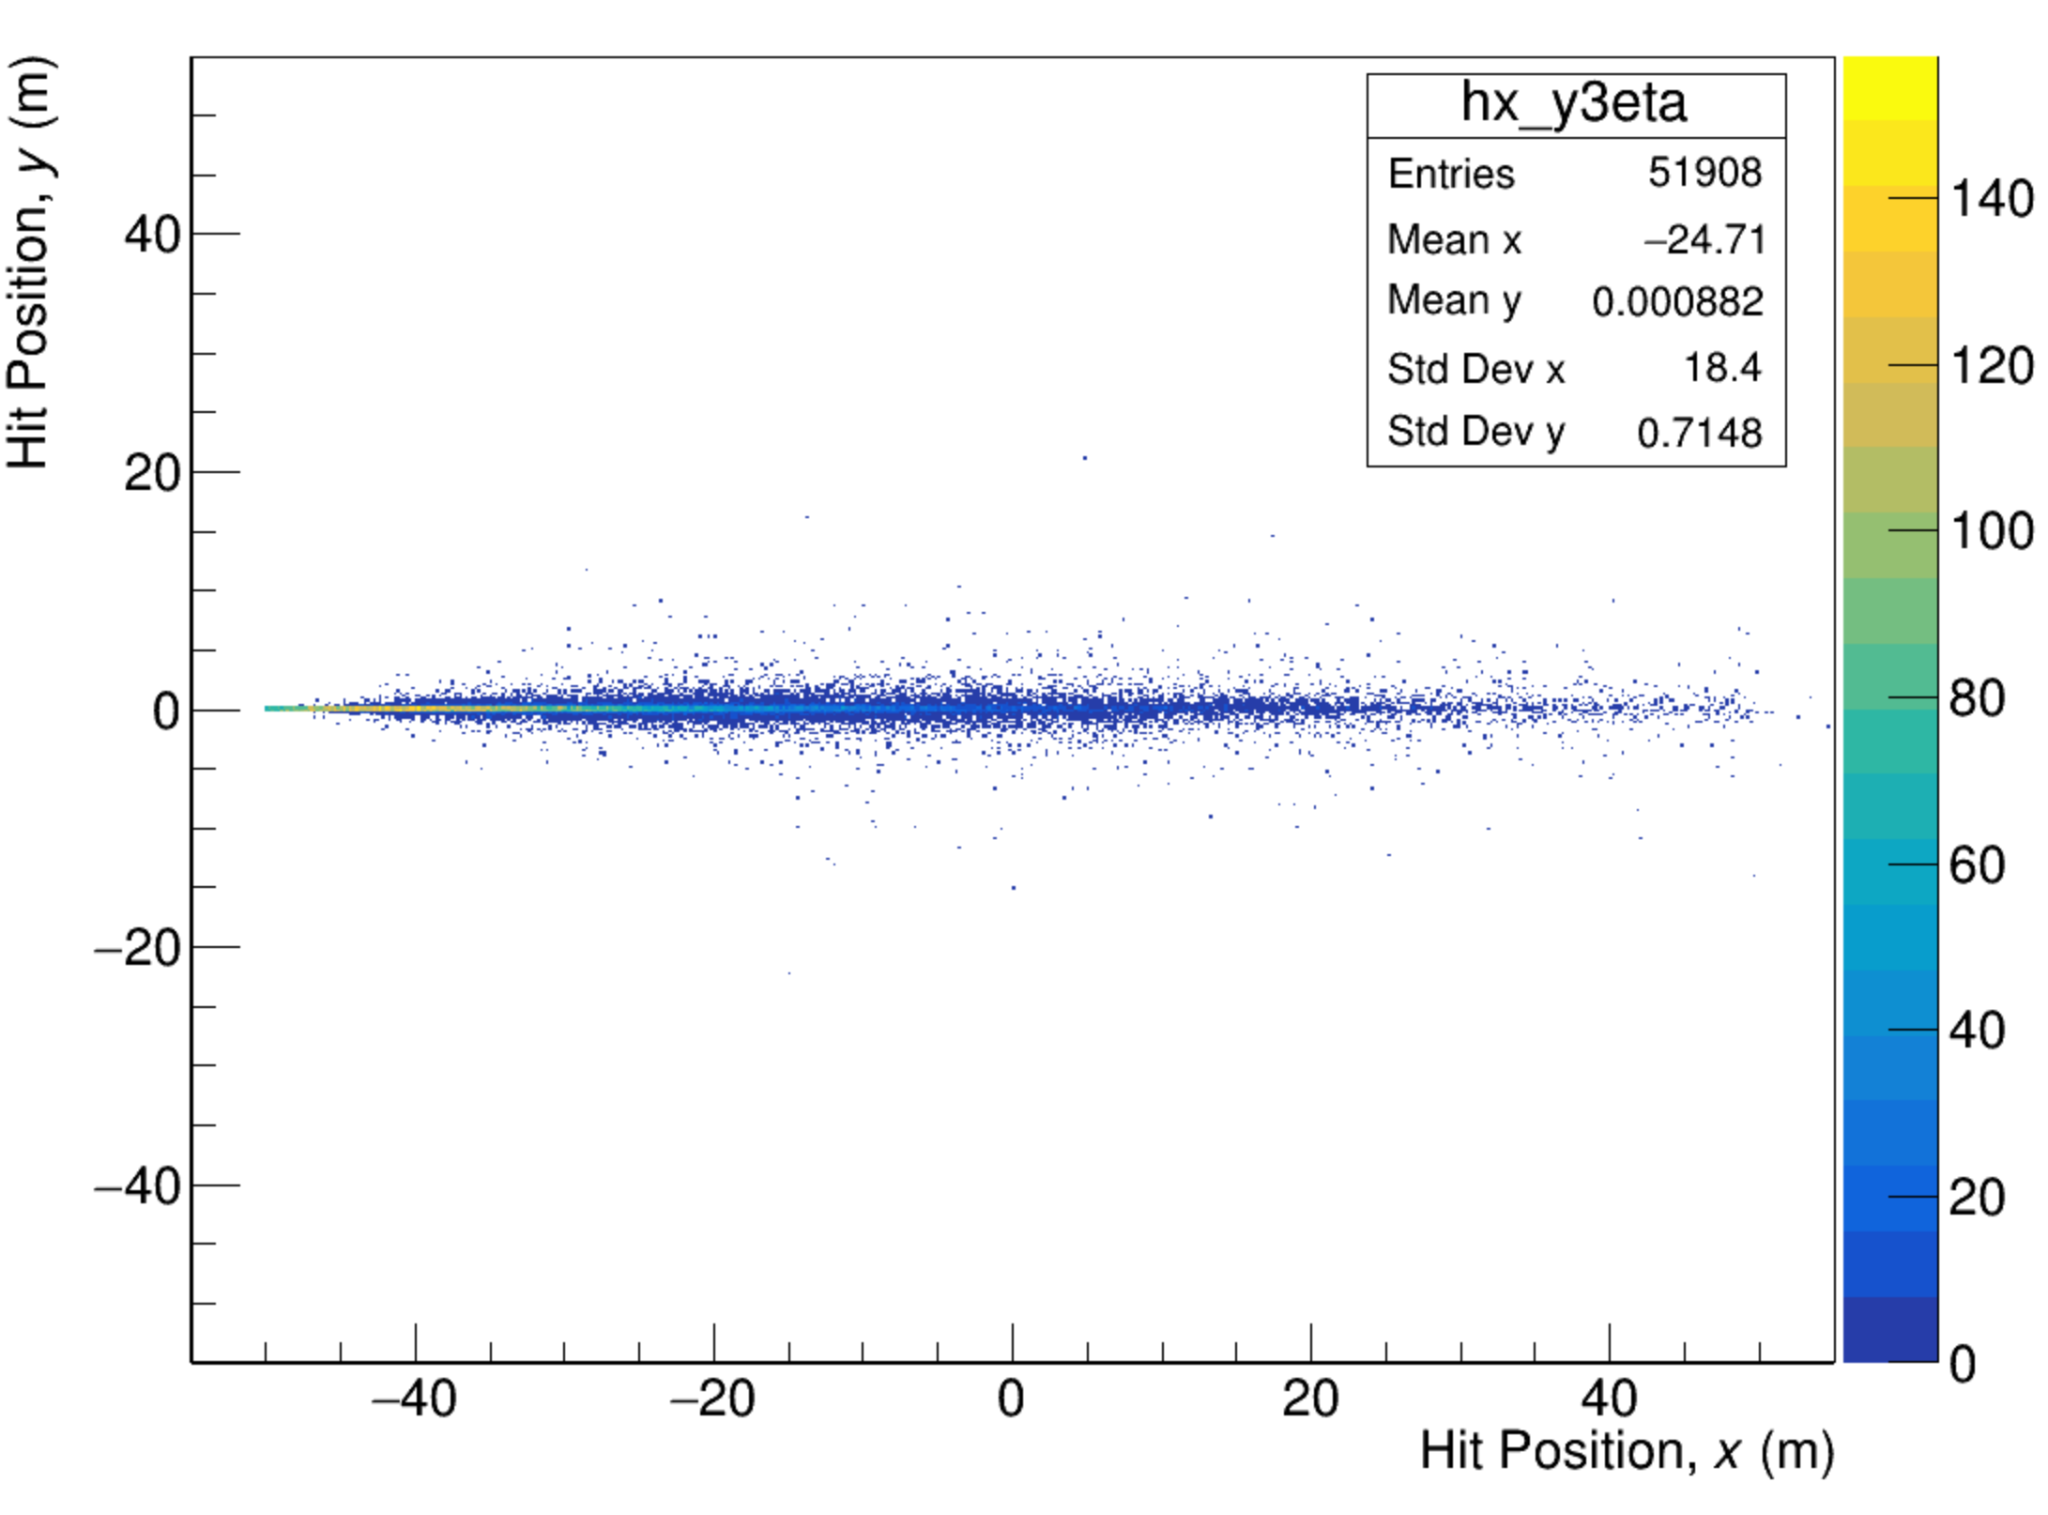 Hit Position, y (m)
hx_y3eta
Entries 51908
Mean x −24.71
Mean y 0.000882
Std Dev x 18.4
Std Dev y 0.7148
40
20
0
−20
−40
−40 −20 0 20 40
Hit Position, x (m)
140
120
100
80
60
40
20
0